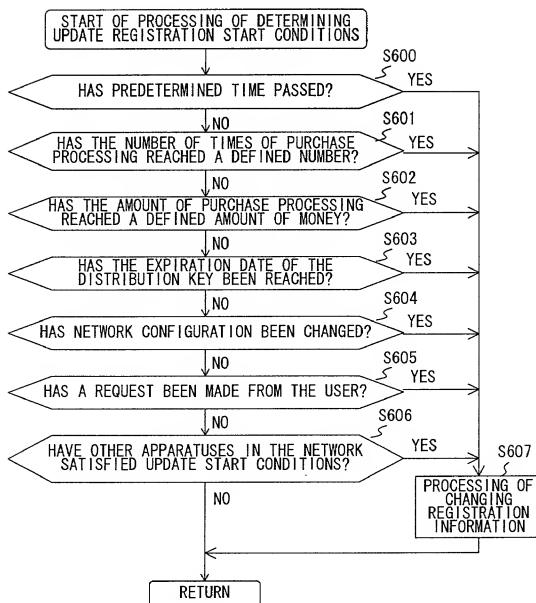 START OF PROCESSING OF DETERMINING
UPDATE REGISTRATION START CONDITIONS
S600
HAS PREDETERMINED TIME PASSED?
YES
NO
S601
HAS THE NUMBER OF TIMES OF PURCHASE
PROCESSING REACHED A DEFINED NUMBER?
YES
NO
S602
HAS THE AMOUNT OF PURCHASE PROCESSING
REACHED A DEFINED AMOUNT OF MONEY?
YES
NO
S603
HAS THE EXPIRATION DATE OF THE
DISTRIBUTION KEY BEEN REACHED?
YES
NO
S604
HAS NETWORK CONFIGURATION BEEN CHANGED?
YES
NO
S605
HAS A REQUEST BEEN MADE FROM THE USER?
YES
NO
S606
HAVE OTHER APPARATUSES IN THE NETWORK
SATISFIED UPDATE START CONDITIONS?
YES
NO
S607
PROCESSING OF
CHANGING
REGISTRATION
INFORMATION
RETURN